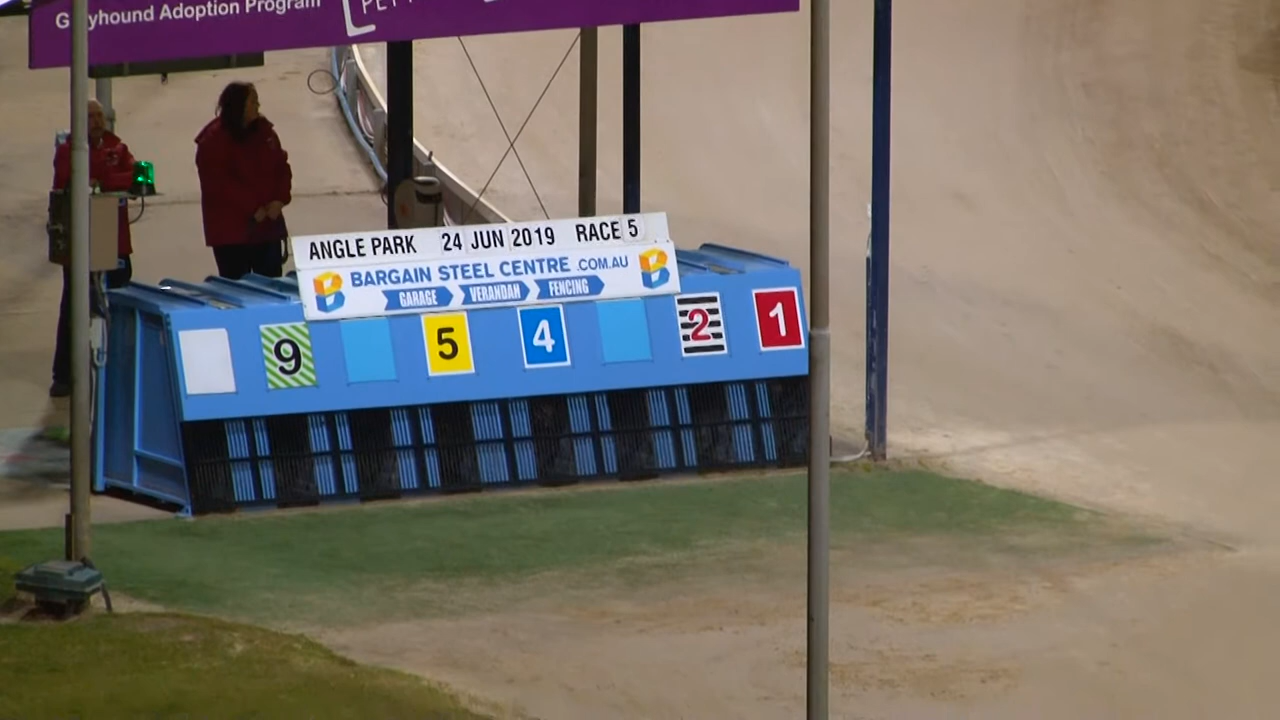 Greyhound Adoption Program
ANGLE PARK 24 JUN 2019 RACE 5
BARGAIN STEEL CENTRE .COM.AU
GARAGE VERANDAH FENCING
9 5 4 2 1